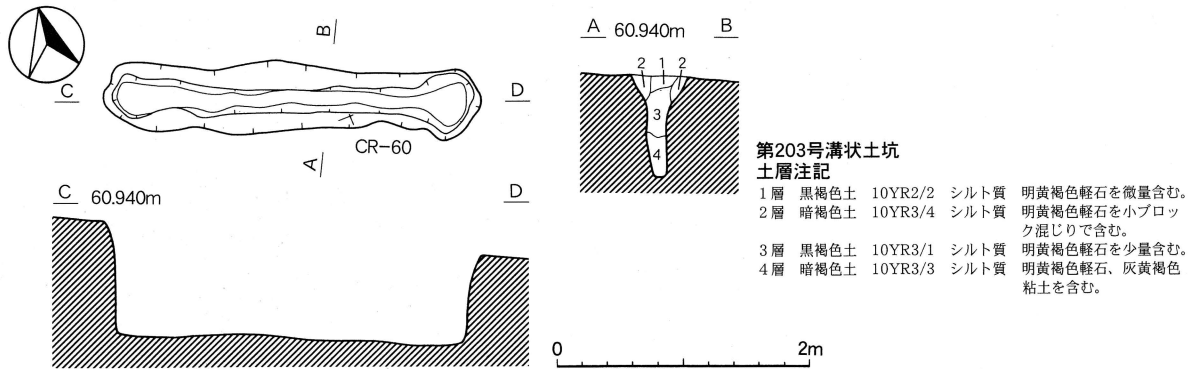 B
C
D
A
CR-60
C 60.940m D
A 60.940m B
2 1 2
3
4
第203号溝状土坑
土層注記
1層 黒褐色土 10YR2/2 シルト質 明黄褐色軽石を微量含む。
2層 暗褐色土 10YR3/4 シルト質 明黄褐色軽石を小ブロッ
ク混じりで含む。
3層 黒褐色土 10YR3/1 シルト質 明黄褐色軽石を少量含む。
4層 暗褐色土 10YR3/3 シルト質 明黄褐色軽石、灰黄褐色
粘土を含む。
0 2m